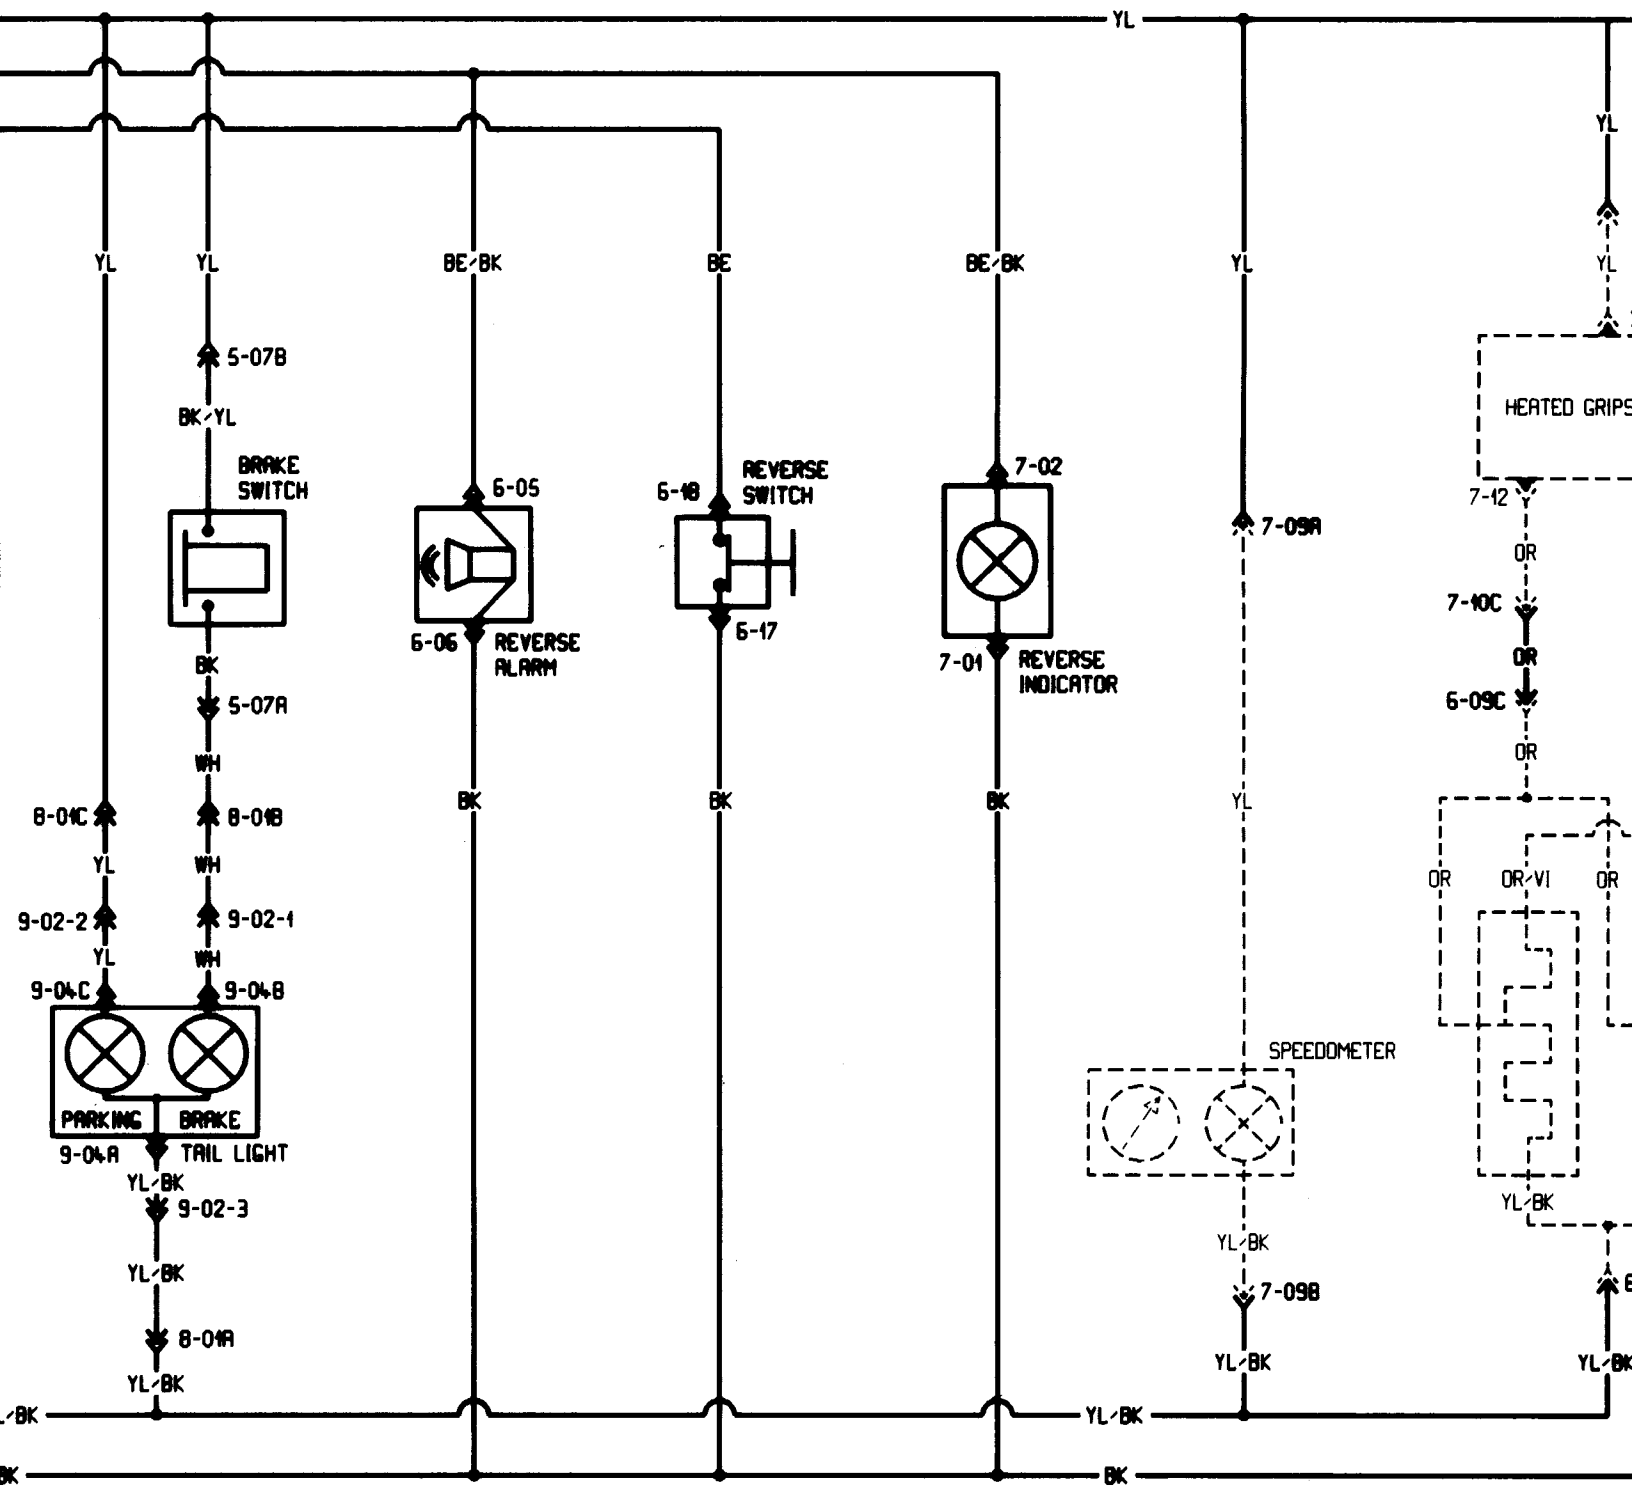 YL
YL
YL
YL
BE/BK
BE
BE/BK
YL
YL
5-07B
BK/YL
HEATED GRIPS
BRAKE
SWITCH
6-05
6-18
REVERSE
SWITCH
7-02
7-12
7-09A
OR
7-10C
6-06
REVERSE
ALARM
6-17
7-01
REVERSE
INDICATOR
BK
OR
5-07A
6-09C
WH
OR
8-01C
8-01B
BK
BK
BK
YL
YL
WH
OR
OR/VI
OR
9-02-2
9-02-1
YL
WH
9-04C
9-04B
SPEEDOMETER
PARKING
BRAKE
9-04A
TAIL LIGHT
YL/BK
9-02-3
YL/BK
YL/BK
YL/BK
7-09B
8-01A
YL/BK
YL/BK
YL/BK
/BK
YL/BK
BK
BK